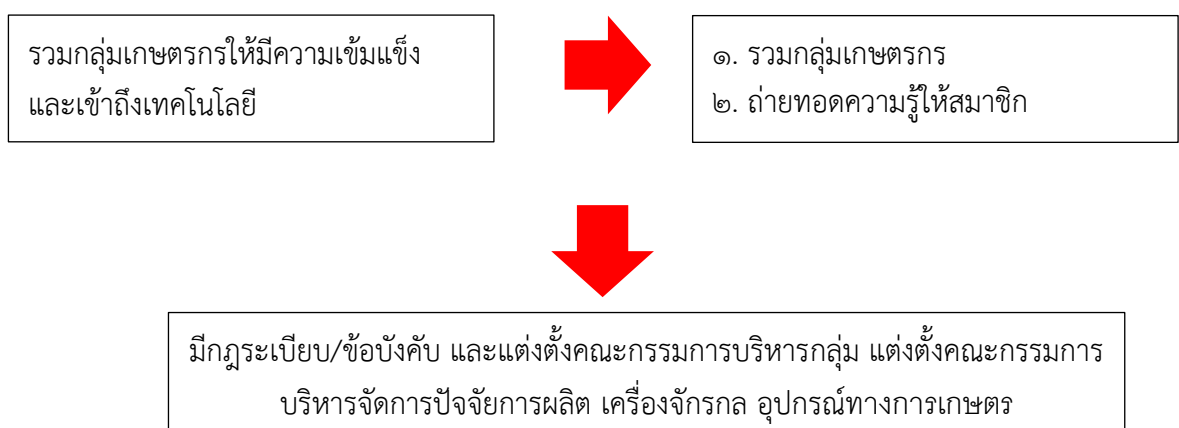 รวมกลุ่มเกษตรกรให้มีความเข้มแข็ง
และเข้าถึงเทคโนโลยี
๑. รวมกลุ่มเกษตรกร
๒. ถ่ายทอดความรู้ให้สมาชิก
มีกฎระเบียบ/ข้อบังคับ และแต่งตั้งคณะกรรมการบริหารกลุ่ม แต่งตั้งคณะกรรมการ
บริหารจัดการปัจจัยการผลิต เครื่องจักรกล อุปกรณ์ทางการเกษตร